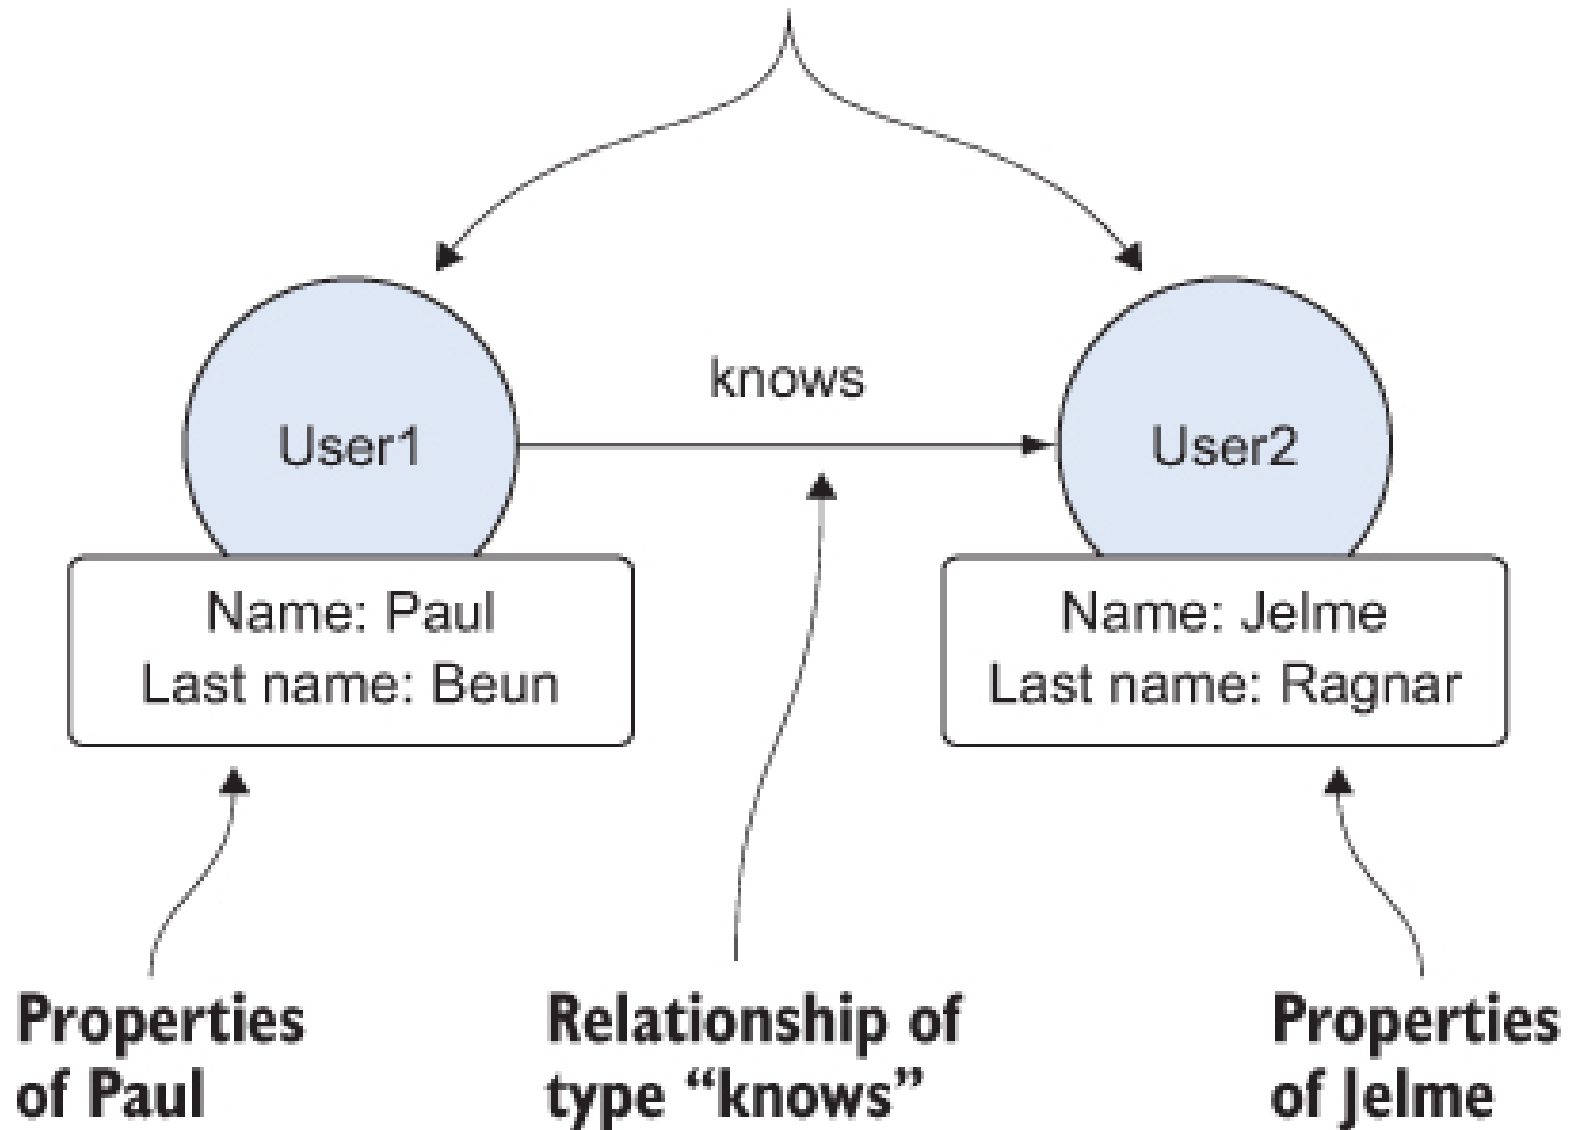 knows
User1
User2
Name: Paul
Last name: Beun
Name: Jelme
Last name: Ragnar
Properties
of Paul
Relationship of
type “knows”
Properties
of Jelme